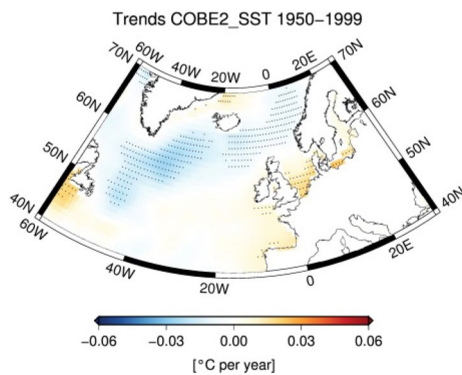 Trends COBE2_SST 1950−1999
70N 60W 40W 20W 0 20E 70N
60N 60N
50N 50N
40N 40N
60W 20E
40W 0
20W
−0.06 −0.03 0.00 0.03 0.06
[°C per year]